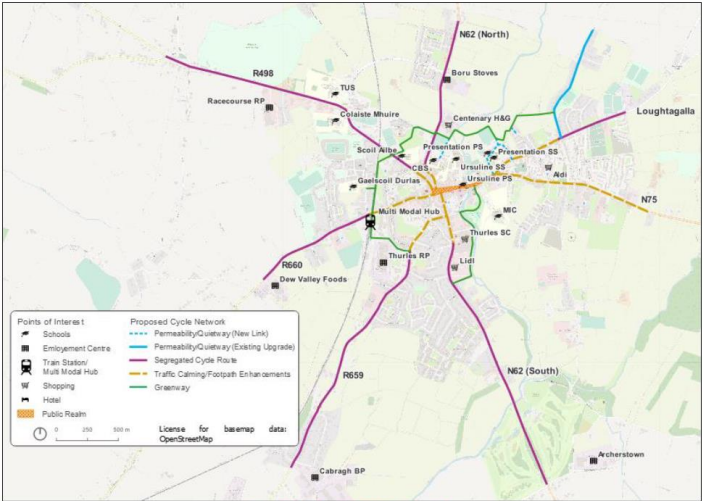 N62 (North)
R498
Boru Stoves
TUS
Racecourse RP
Loughtagalla
Colaiste Mhuire
Centenary H&G
Scoil Ailbe
Presentation PS
Presentation SS
CBS
Ursuline SS
Aldi
Gaelscoil Durlas
Ursuline PS
N75
Multi Modal Hub
MIC
Thurles SC
Thurles RP
Lidl
R660
Dew Valley Foods
R659
N62 (South)
Archerstown
Cabragh BP
Points of Interest
Schools
Emloyement Centre
Train Station/
Multi Modal Hub
Shopping
Hotel
Public Realm
Proposed Cycle Network
Permeability/Quietway (New Link)
Permeability/Quietway (Existing Upgrade)
Segregated Cycle Route
Traffic Calming/Footpath Enhancements
Greenway
0 250 500 m
License for basemap data:
OpenStreetMap